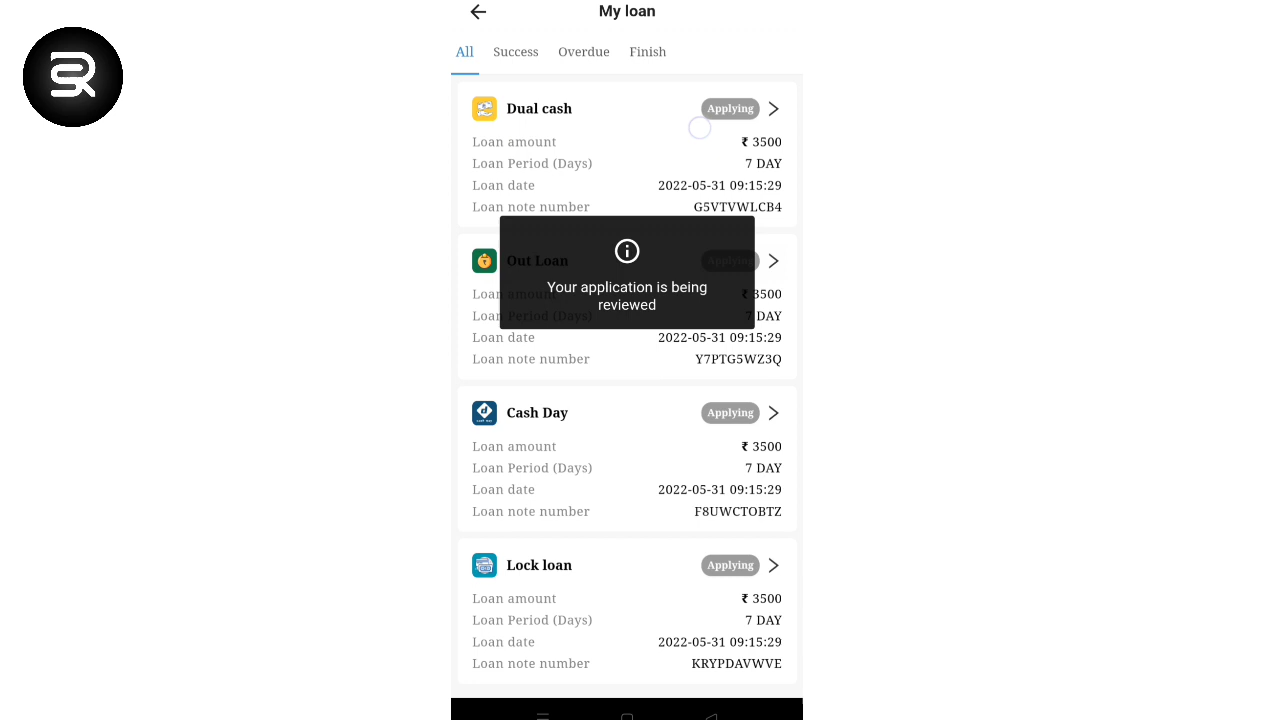 My loan
All Success Overdue Finish
Dual cash Applying
Loan amount ₹ 3500
Loan Period (Days) 7 DAY
Loan date 2022-05-31 09:15:29
Loan note number G5VTVWLCB4
Out Loan Applying
Loan amount ₹ 3500
Loan Period (Days) 7 DAY
Your application is being
reviewed
Loan date 2022-05-31 09:15:29
Loan note number Y7PTG5WZ3Q
Cash Day Applying
Loan amount ₹ 3500
Loan Period (Days) 7 DAY
Loan date 2022-05-31 09:15:29
Loan note number F8UWCTOBTZ
Lock loan Applying
Loan amount ₹ 3500
Loan Period (Days) 7 DAY
Loan date 2022-05-31 09:15:29
Loan note number KRYPDAVWVE